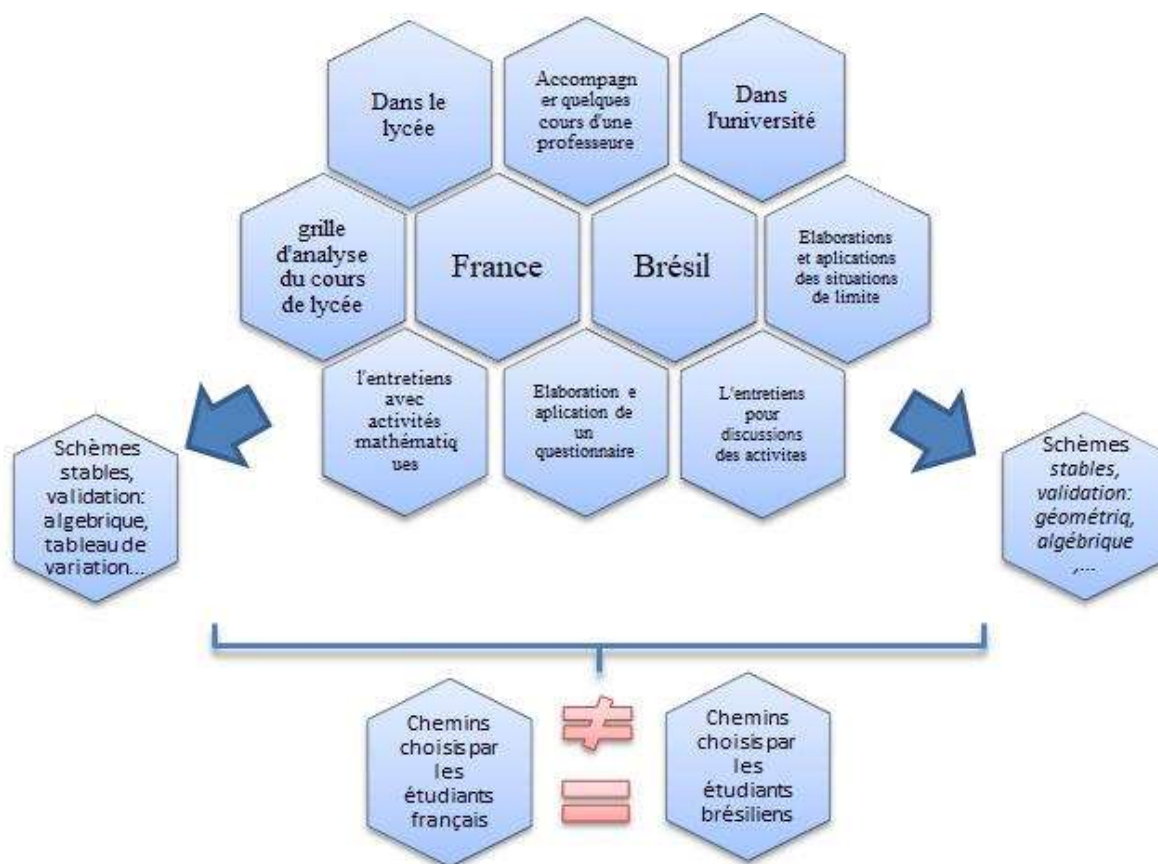 Dans le
lycée
Accompagn
er quelques
cours d'une
professeure
Dans
l'université
grille
d'analyse
du cours
de lycée
France
Brésil
Elaborations
et aplications
des situations
de limite
l'entretiens
avec
activités
mathématiq
ues
Elaboration e
aplication de
un
questionnaire
L'entretiens
pour
discussions
des activites
Schèmes
stables,
validation:
algebrique,
tableau de
variation...
Schèmes
stables,
validation:
géométriq,
algébrique
,...
Chemins
choisis par
les
étudiants
français
≠
=
Chemins
choisis par
les
étudiants
brésiliens